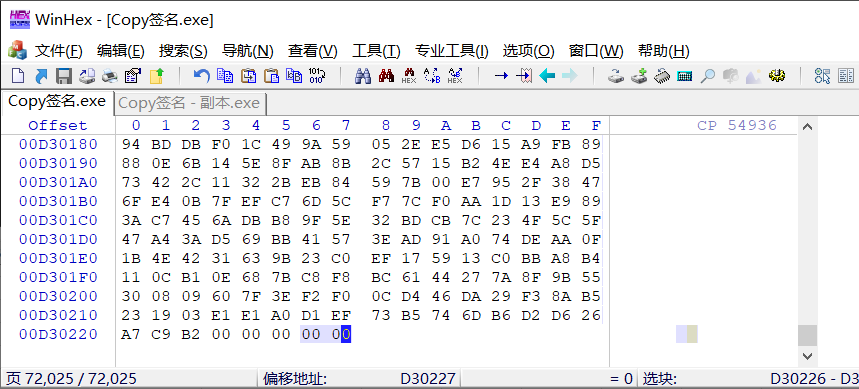 WinHex - [Copy签名.exe]
文件(F) 编辑(E) 搜索(S) 导航(N) 查看(V) 工具(T) 专业工具(I) 选项(O) 窗口(W) 帮助(H)
Copy签名.exe Copy签名 - 副本.exe
Offset 0 1 2 3 4 5 6 7 8 9 A B C D E F CP 54936
00D30180 94 BD DB F0 1C 49 9A 59 05 2E E5 D6 15 A9 FB 89
00D30190 88 0E 6B 14 5E 8F AB 8B 2C 57 15 B2 4E E4 A8 D5
00D301A0 73 42 2C 11 32 2B EB 84 59 7B 00 E7 95 2F 38 47
00D301B0 6F E4 0B 7F EF C7 6D 5C F7 7C F0 AA 1D 13 E9 89
00D301C0 3A C7 45 6A DB B8 9F 5E 32 BD CB 7C 23 4F 5C 5F
00D301D0 47 A4 3A D5 69 BB 41 57 3E AD 91 A0 74 DE AA 0F
00D301E0 1B 4E 42 31 63 9B 23 C0 EF 17 59 13 C0 BB A8 B4
00D301F0 11 0C B1 0E 68 7B C8 F8 BC 61 44 27 7A 8F 9B 55
00D30200 30 08 09 60 7F 3E F2 F0 0C D4 46 DA 29 F3 8A B5
00D30210 23 19 03 E1 E1 A0 D1 EF 73 B5 74 6D B6 D2 D6 26
00D30220 A7 C9 B2 00 00 00 00 00
页 72,025 / 72,025 偏移地址: D30227 = 0 选块: D30226 - D3